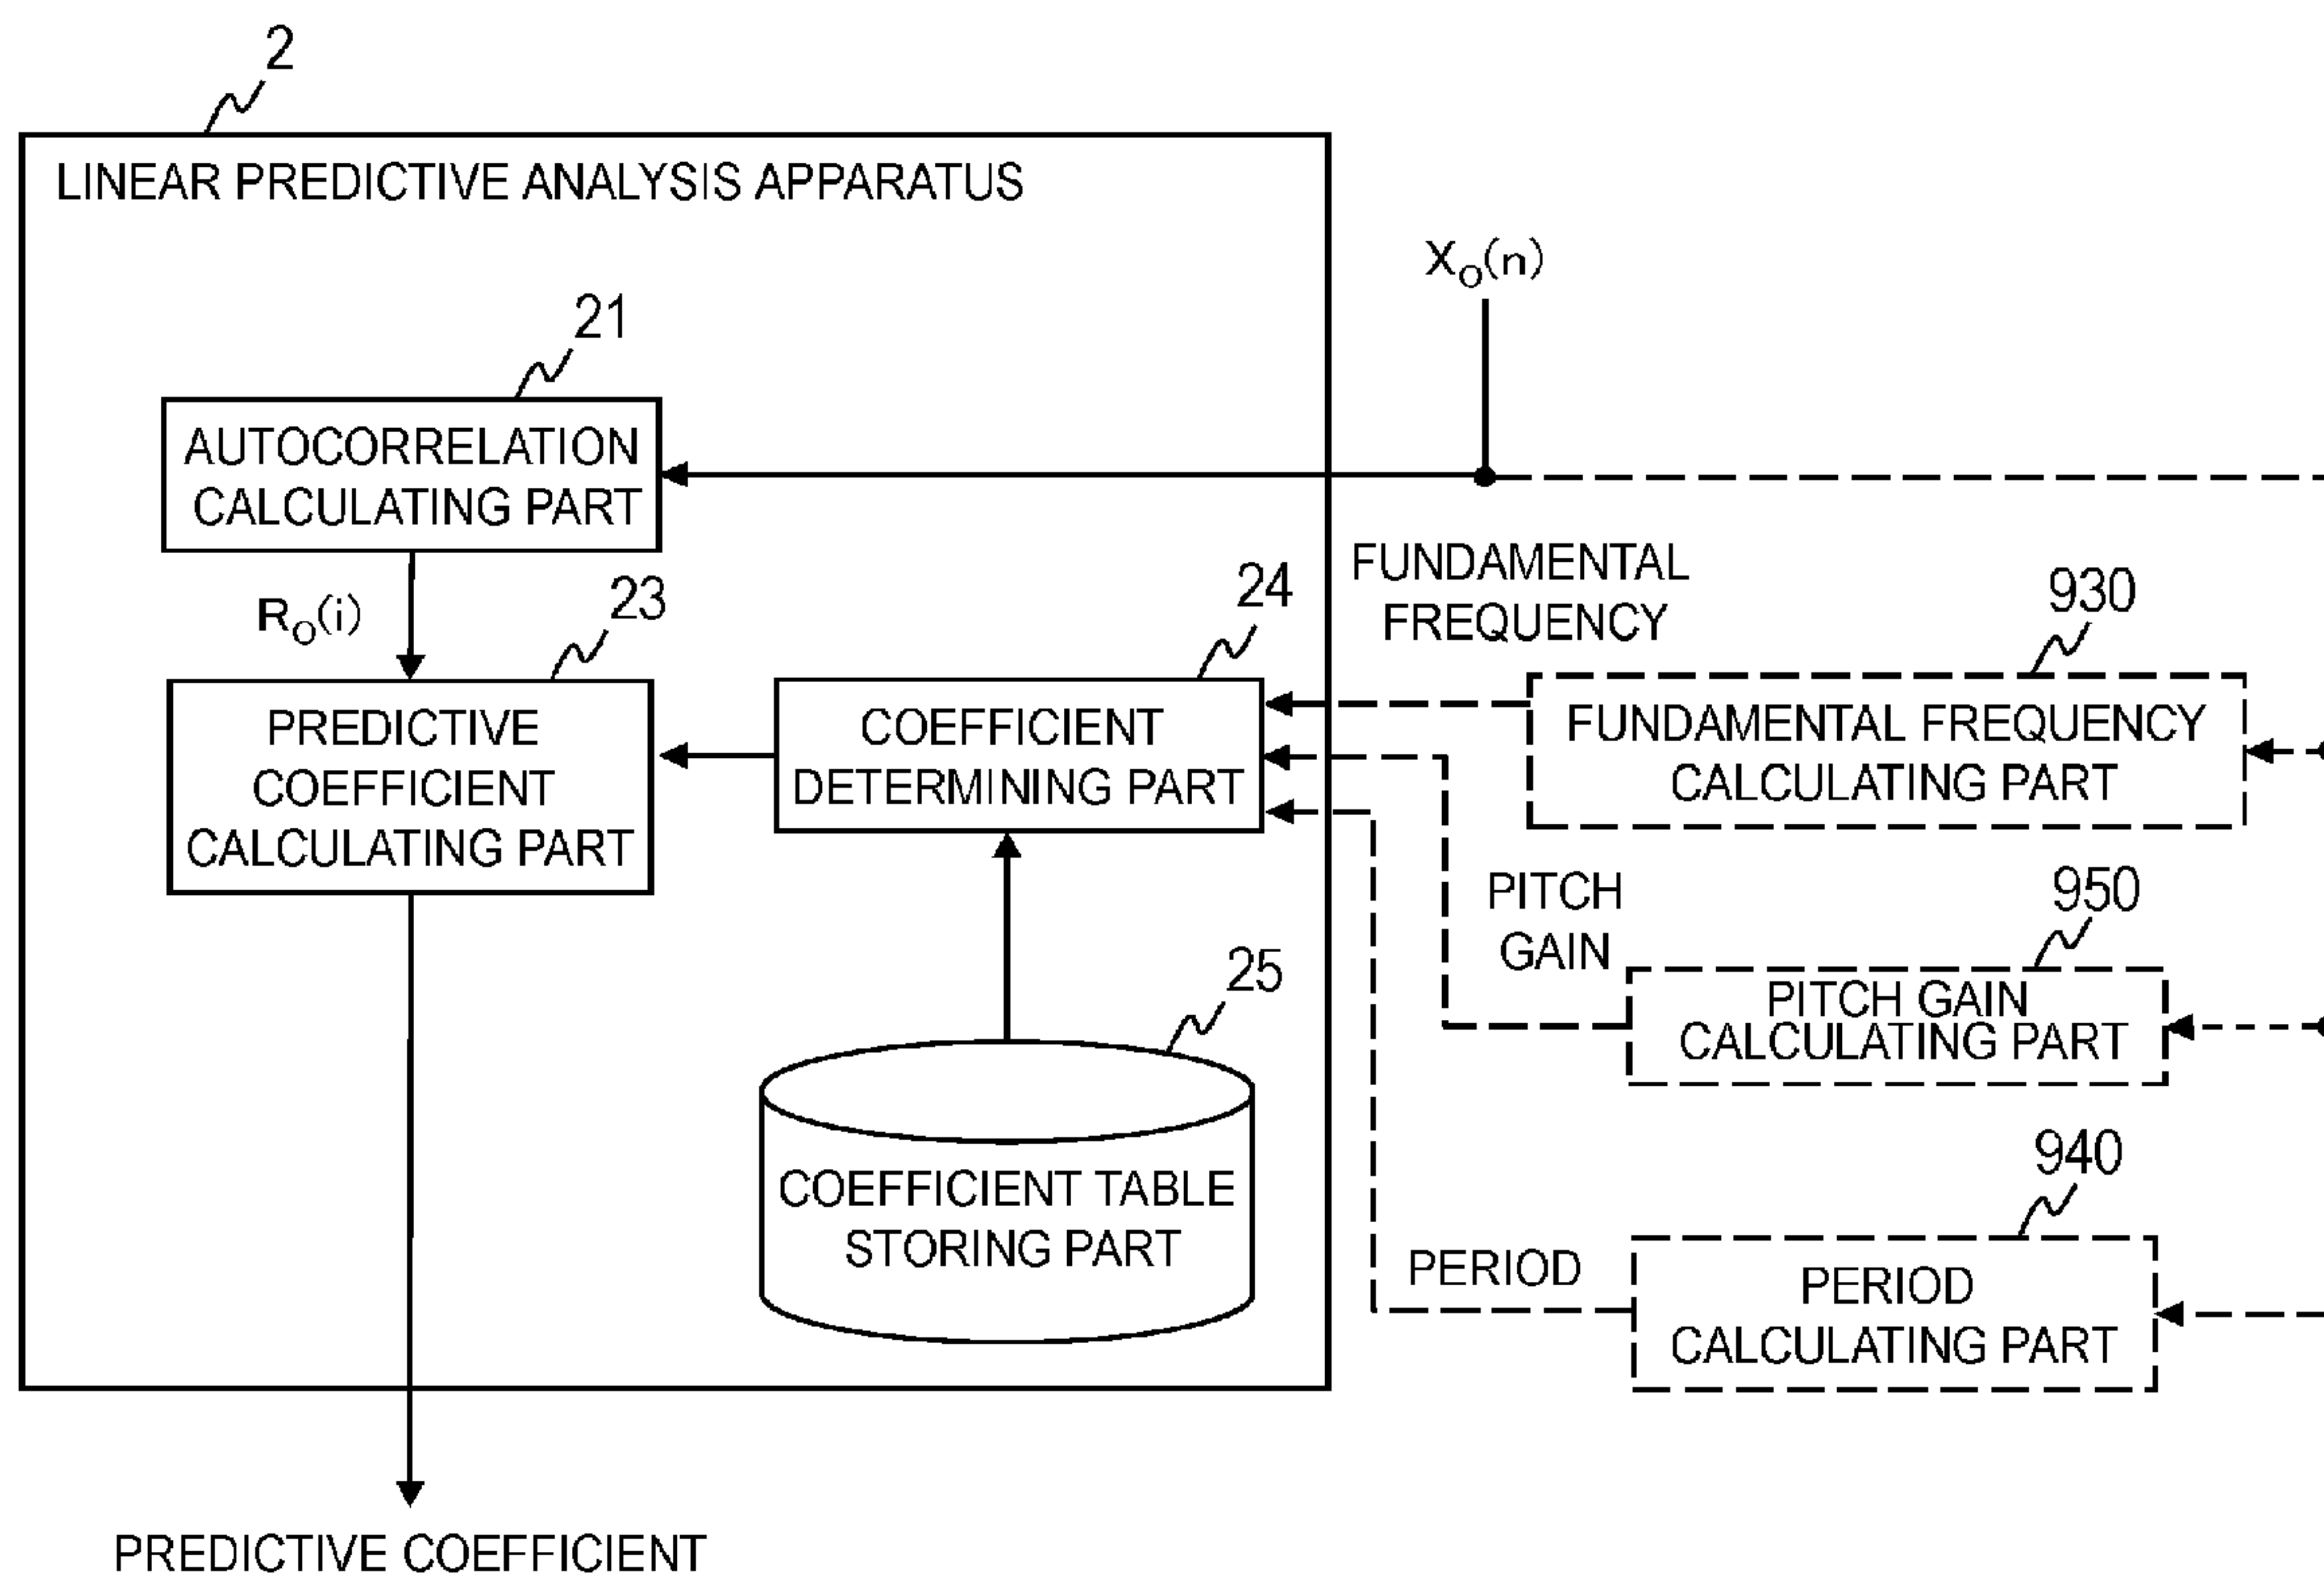 2
LINEAR PREDICTIVE ANALYSIS APPARATUS
X_O(n)
21
AUTOCORRELATION
CALCULATING PART
R_O(i)
23
PREDICTIVE
COEFFICIENT
CALCULATING PART
24
COEFFICIENT
DETERMINING PART
25
COEFFICIENT TABLE
STORING PART
FUNDAMENTAL
FREQUENCY
930
FUNDAMENTAL FREQUENCY
CALCULATING PART
PITCH
GAIN
950
PITCH GAIN
CALCULATING PART
PERIOD
940
PERIOD
CALCULATING PART
PREDICTIVE COEFFICIENT